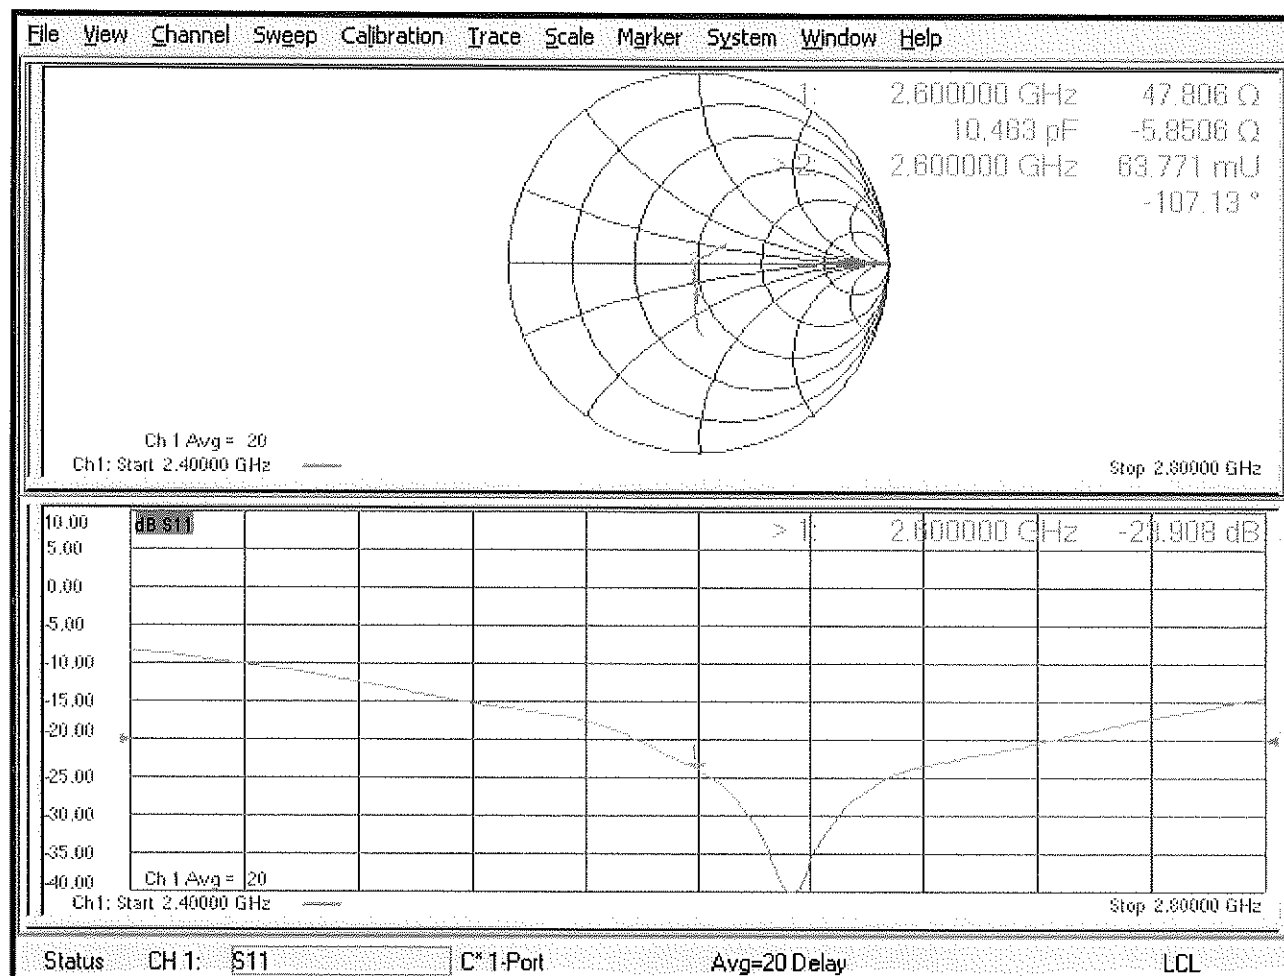 File View Channel Sweep Calibration Trace Scale Marker System Window Help
1: 2.600000 GHz 47.806 Ω
10.463 pF -5.8506 Ω
> 2: 2.600000 GHz 63.771 mU
-107.13 °
Ch 1 Avg = 20
Ch1: Start 2.40000 GHz
Stop 2.80000 GHz
10.00
dB S11
> 1: 2.600000 GHz -23.908 dB
5.00
0.00
-5.00
-10.00
-15.00
-20.00
-25.00
-30.00
-35.00
-40.00
Ch 1 Avg = 20
Ch1: Start 2.40000 GHz
Stop 2.80000 GHz
Status CH 1: S11 C* 1-Port Avg=20 Delay LCL